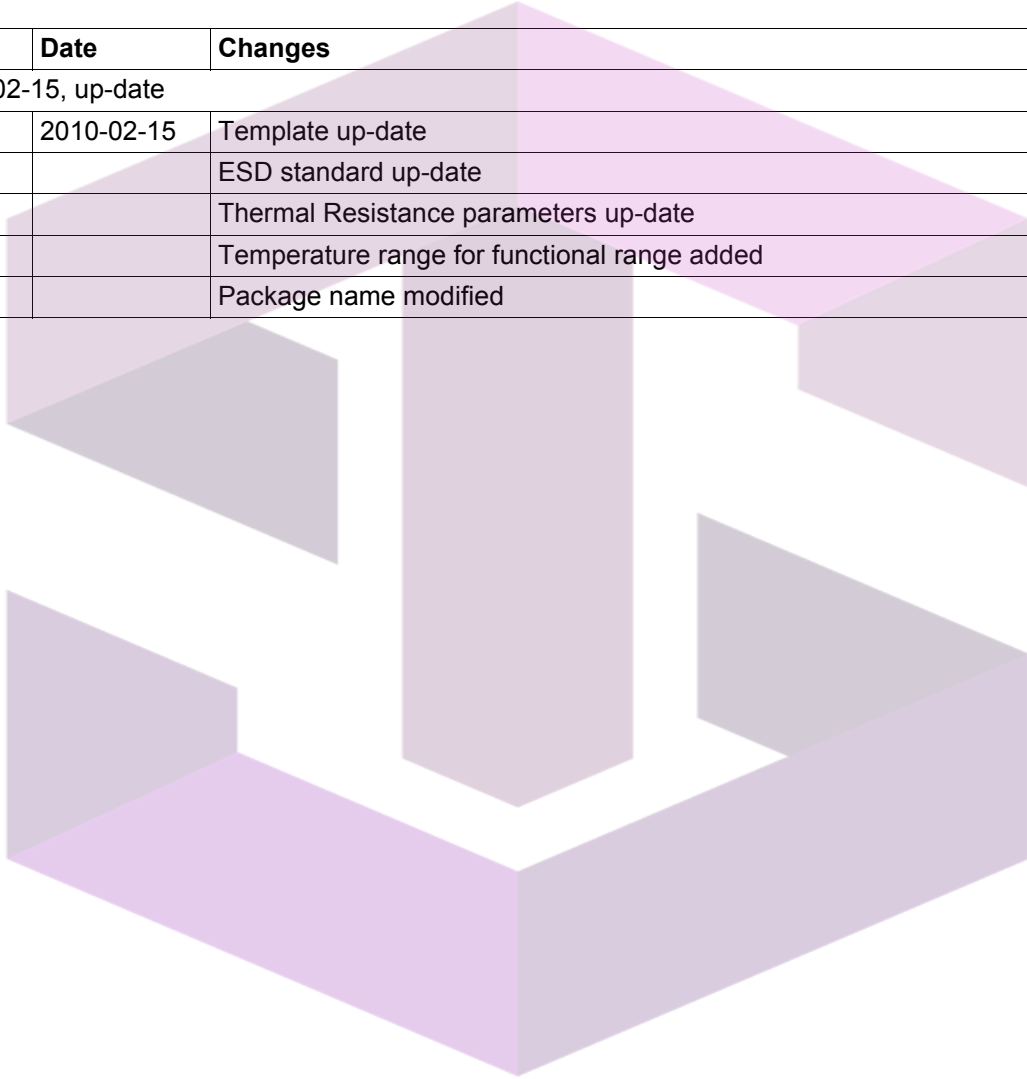 Date Changes
02-15, up-date
2010-02-15 Template up-date
ESD standard up-date
Thermal Resistance parameters up-date
Temperature range for functional range added
Package name modified